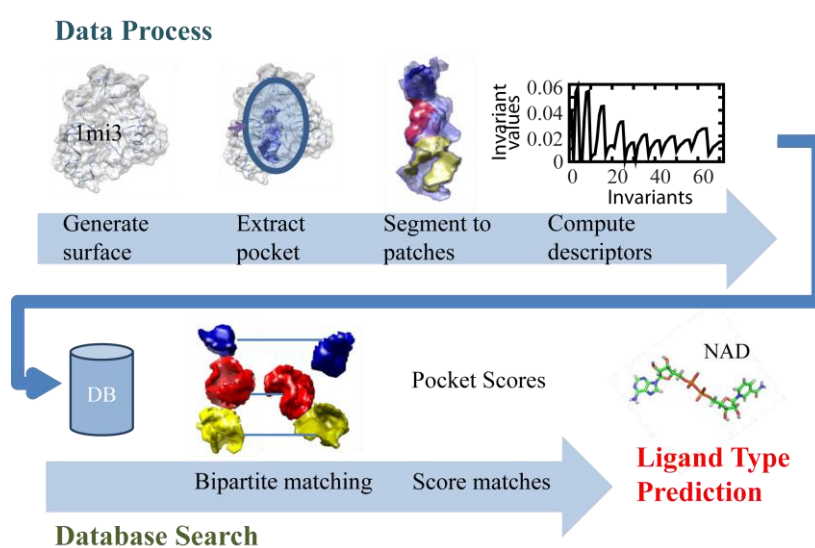 Data Process
1mi3
Invariant
values
0.06
0.04
0.02
0
0 20 40 60
Invariants
Generate
surface
Extract
pocket
Segment to
patches
Compute
descriptors
DB
Pocket Scores
NAD
Bipartite matching
Score matches
Ligand Type
Prediction
Database Search